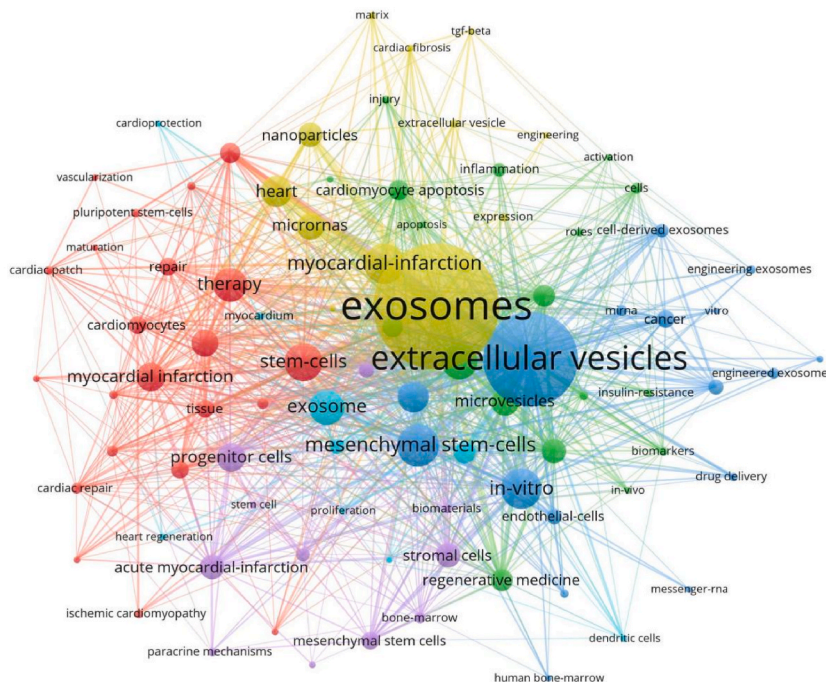 matrix
tgf-beta
cardiac fibrosis
injury
cardioprotection
extracellular vesicle
nanoparticles
engineering
activation
vascularization
inflammation
heart
cardiomyocyte apoptosis
cells
pluripotent stem-cells
micrornas
apoptosis
expression
roles
cell-derived exosomes
maturation
cardiac patch
repair
myocardial-infarction
engineering exosomes
therapy
exosomes
myocardium
mirna
vitro
cardiomyocytes
cancer
stem-cells
extracellular vesicles
myocardial infarction
engineered exosome
insulin-resistance
tissue
exosome
microvesicles
mesenchymal stem-cells
progenitor cells
biomarkers
drug delivery
cardiac repair
in-vitro
in-vivo
stem cell
proliferation
biomaterials
endothelial-cells
heart regeneration
stromal cells
acute myocardial-infarction
regenerative medicine
messenger-rna
ischemic cardiomyopathy
bone-marrow
mesenchymal stem cells
dendritic cells
paracrine mechanisms
human bone-marrow